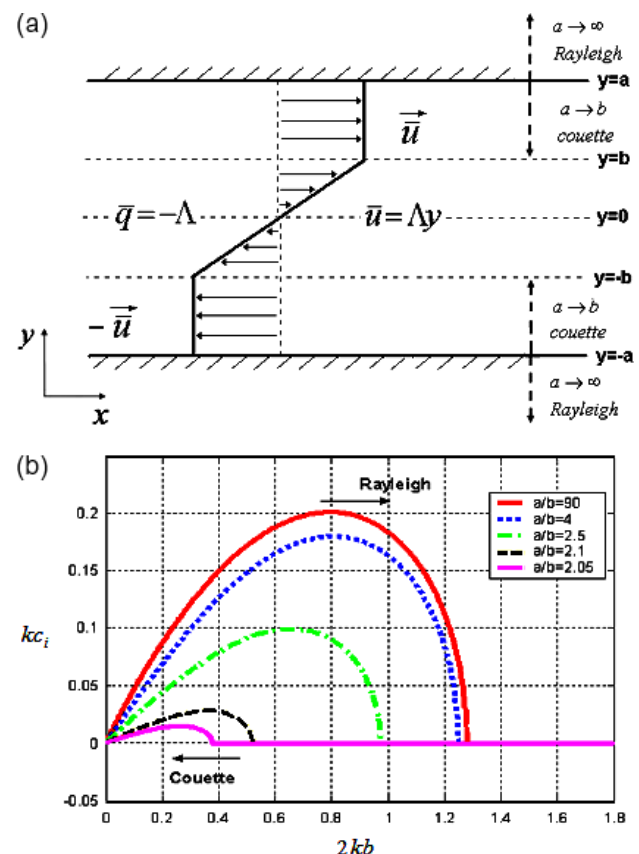 (a)
a→∞
Rayleigh
y=a
a→b
couette
u̅
y=b
q̅=−Λ
u̅=Λy
y=0
y=-b
−u̅
a→b
couette
y=-a
a→∞
Rayleigh
y
x
(b)
Rayleigh
a/b=90
a/b=4
a/b=2.5
a/b=2.1
a/b=2.05
0.2
0.15
kcᵢ
0.1
0.05
0
Couette
-0.05
0 0.2 0.4 0.6 0.8 1 1.2 1.4 1.6 1.8
2kb